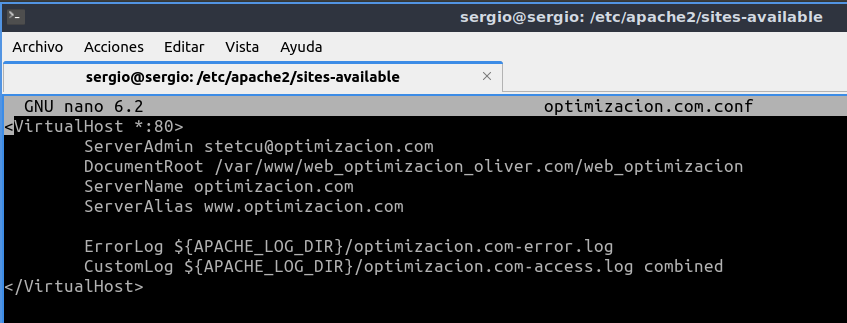 sergio@sergio: /etc/apache2/sites-available
Archivo Acciones Editar Vista Ayuda
sergio@sergio: /etc/apache2/sites-available ×
GNU nano 6.2 optimizacion.com.conf
<VirtualHost *:80>
ServerAdmin stetcu@optimizacion.com
DocumentRoot /var/www/web_optimizacion_oliver.com/web_optimizacion
ServerName optimizacion.com
ServerAlias www.optimizacion.com
ErrorLog ${APACHE_LOG_DIR}/optimizacion.com-error.log
CustomLog ${APACHE_LOG_DIR}/optimizacion.com-access.log combined
</VirtualHost>